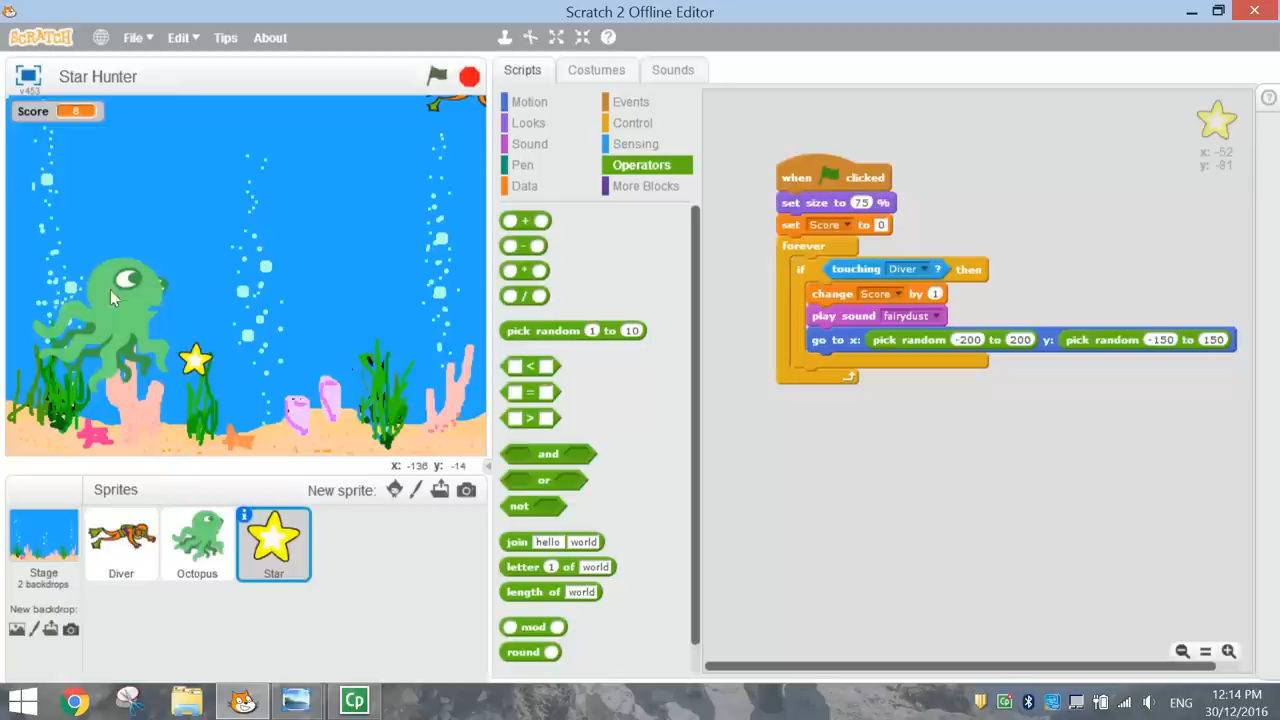 Scratch 2 Offline Editor
SCRATCH File Edit Tips About
v453
Star Hunter
Scripts Costumes Sounds
Score 8
Motion Events
Looks Control
Sound Sensing
Pen Operators
Data More Blocks
+
-
*
/
pick random 1 to 10
<
=
>
and
or
not
join hello world
letter 1 of world
length of world
mod
round
when clicked
set size to 75 %
set Score to 0
forever
if touching Diver ? then
change Score by 1
play sound fairydust
go to x: pick random -200 to 200 y: pick random -150 to 150
x: -52
y: -81
x: -136 y: -14
Sprites New sprite:
Stage
2 backdrops
New backdrop:
Diver
Octopus
Star
Cp
Cp
ENG
12:14 PM
30/12/2016